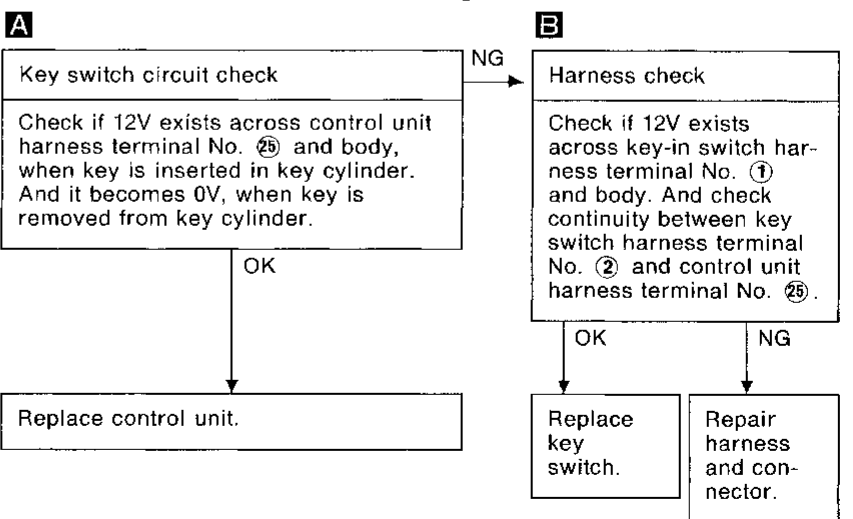 A
Key switch circuit check
Check if 12V exists across control unit
harness terminal No. ㉕ and body,
when key is inserted in key cylinder.
And it becomes 0V, when key is
removed from key cylinder.
NG
B
Harness check
Check if 12V exists
across key-in switch har-
ness terminal No. ①
and body. And check
continuity between key
switch harness terminal
No. ② and control unit
harness terminal No. ㉕.
OK
Replace control unit.
OK
NG
Replace
key
switch.
Repair
harness
and con-
nector.